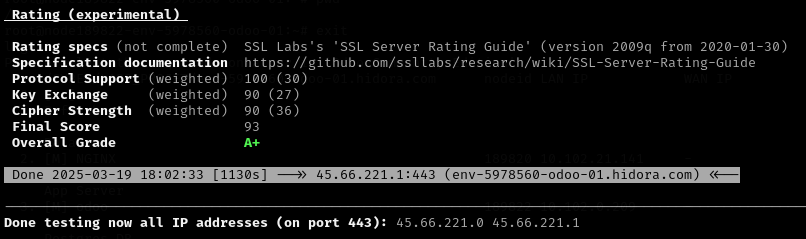 Rating (experimental)
Rating specs (not complete) SSL Labs's 'SSL Server Rating Guide' (version 2009q from 2020-01-30)
Specification documentation https://github.com/ssllabs/research/wiki/SSL-Server-Rating-Guide
Protocol Support (weighted) 100 (30)
Key Exchange (weighted) 90 (27)
Cipher Strength (weighted) 90 (36)
Final Score 93
Overall Grade A+
Done 2025-03-19 18:02:33 [1130s] -->> 45.66.221.1:443 (env-5978560-odoo-01.hidora.com) <<--
Done testing now all IP addresses (on port 443): 45.66.221.0 45.66.221.1